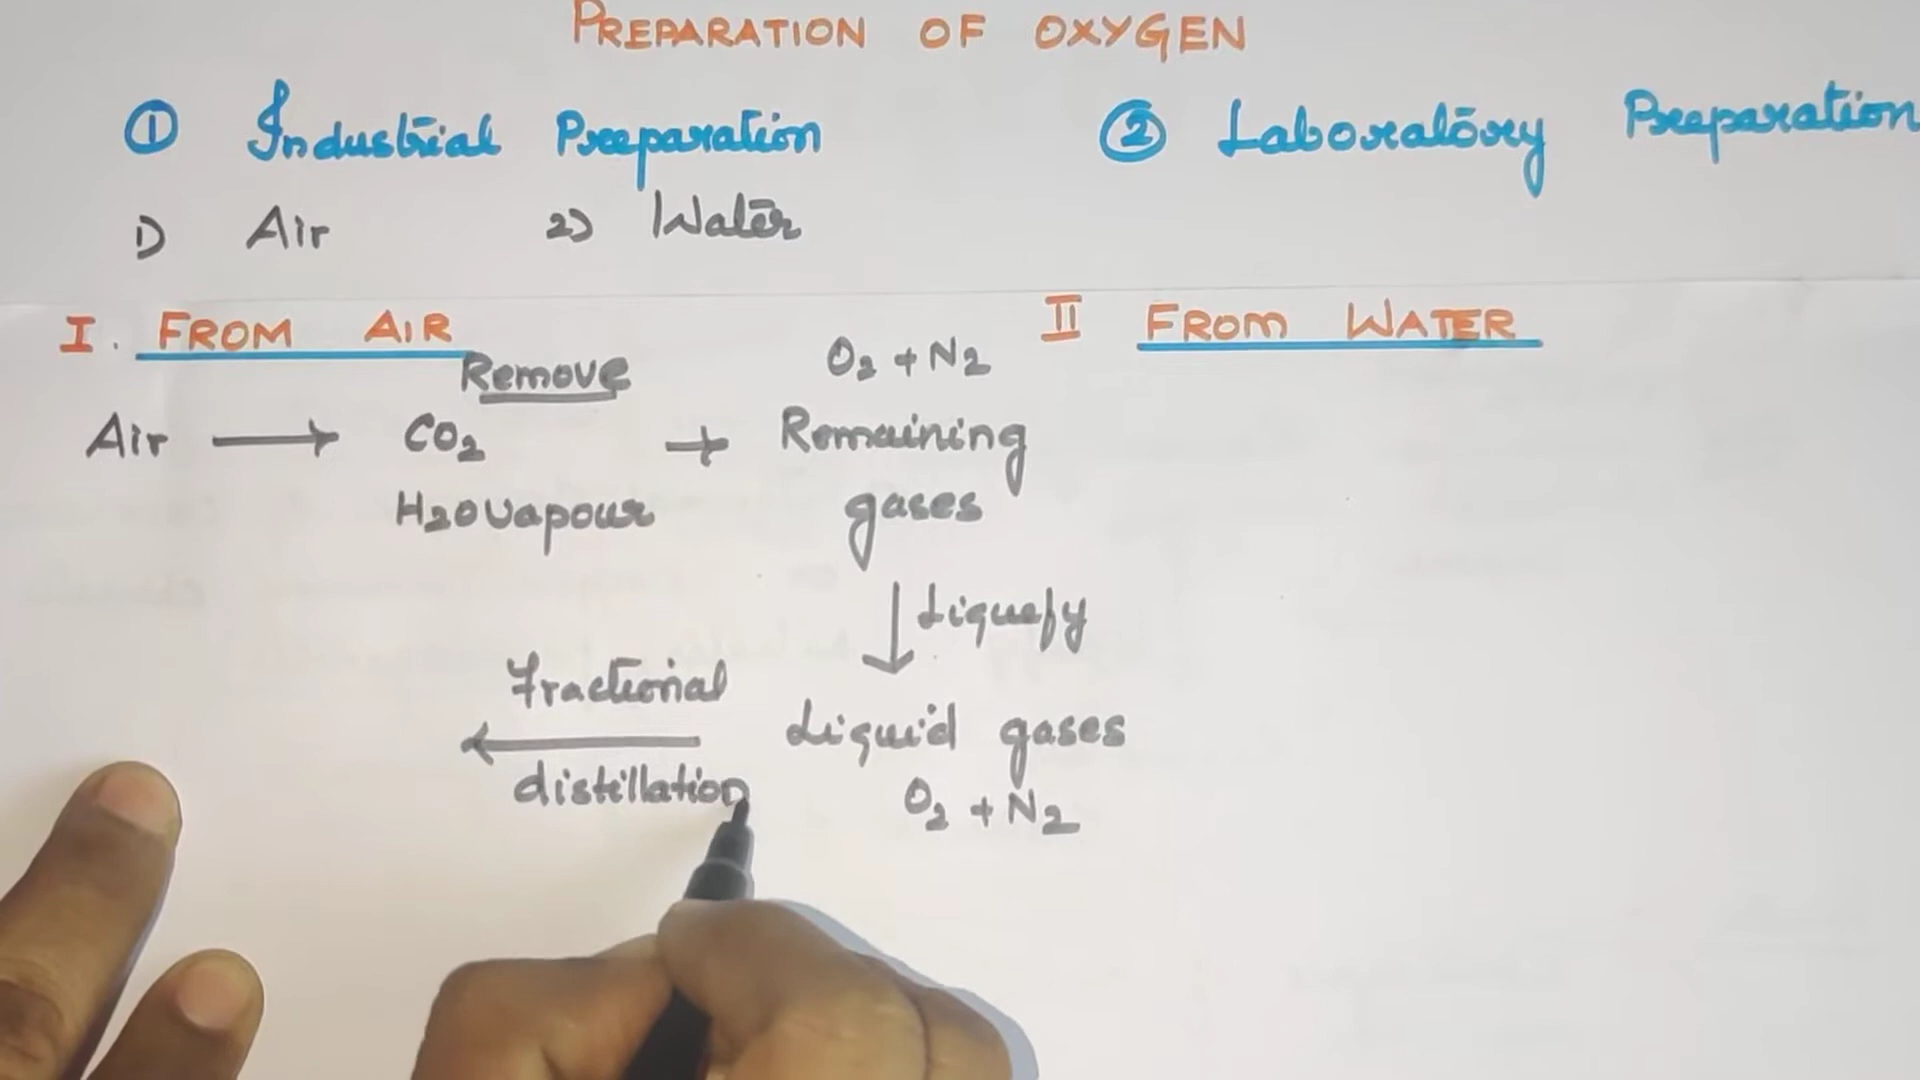 PREPARATION OF OXYGEN
① Industrial Preparation
② Laboratory Preparation
1) Air 2) Water
I. FROM AIR
Remove
Air → CO₂ + Remaining gases
H₂O vapour
O₂ + N₂
↓ Liquefy
Liquid gases
O₂ + N₂
← Fractional
distillation
II FROM WATER